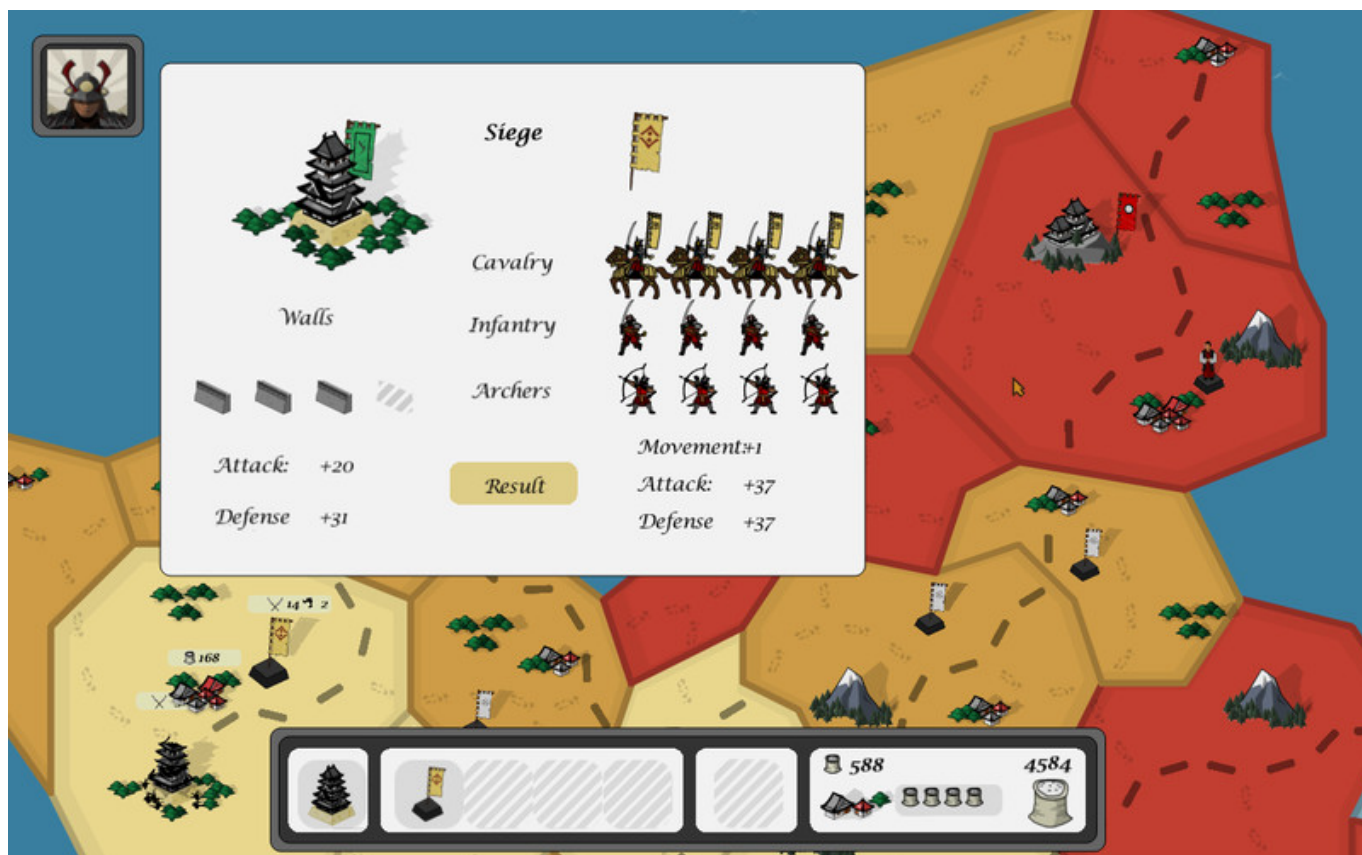 Siege
Cavalry
Walls
Infantry
Archers
Movement:+1
Attack: +20
Result
Attack: +37
Defense +31
Defense +37
14 2
168
588
4584